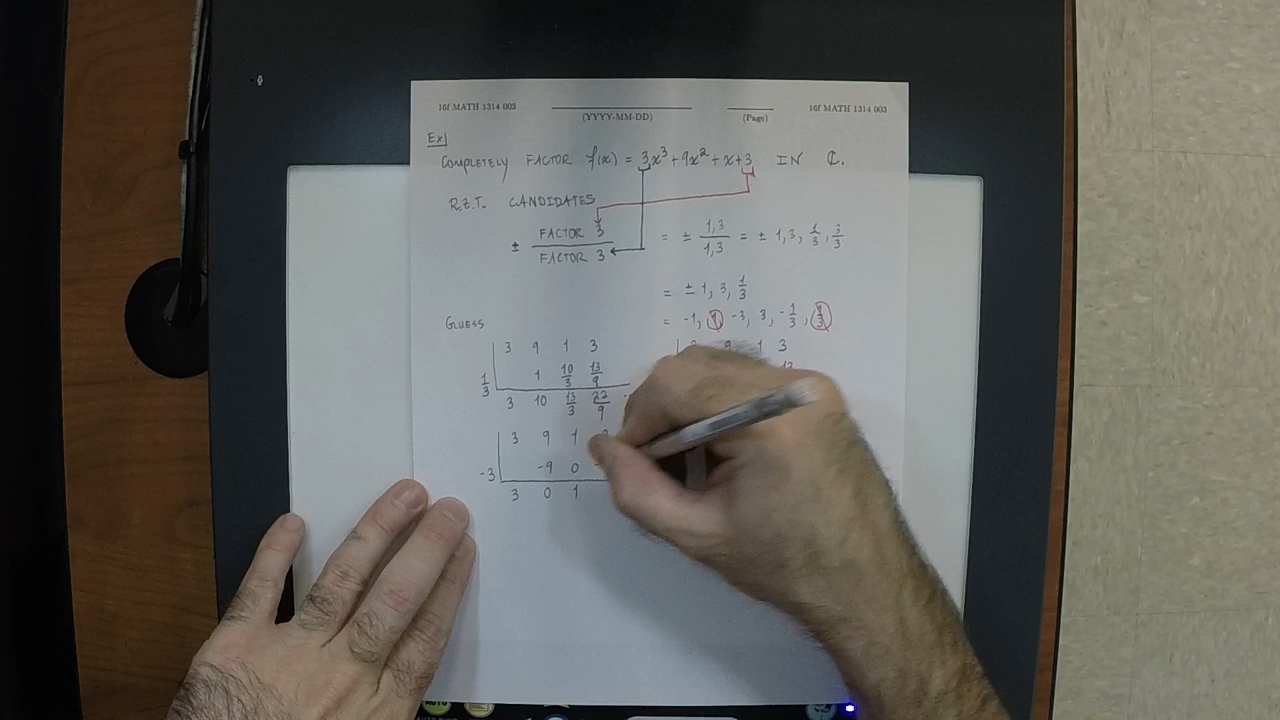 16f MATH 1314 003 (YYYY-MM-DD) (Page) 16f MATH 1314 003
Ex)
COMPLETELY FACTOR f(x) = 3x³+9x²+x+3 IN ℂ.
R.Z.T. CANDIDATES
± FACTOR 3 / FACTOR 3 = ± 1,3 / 1,3 = ± 1, 3, 1/3, 3/3
= ± 1, 3, 1/3
= -1, 1, -3, 3, -1/3, 1/3
GUESS
3 9 1 3
1 10/3 13/9
1/3
3 10 13/3 22/9
9 1 3
3 9 1
-3 -9 0
3 0 1